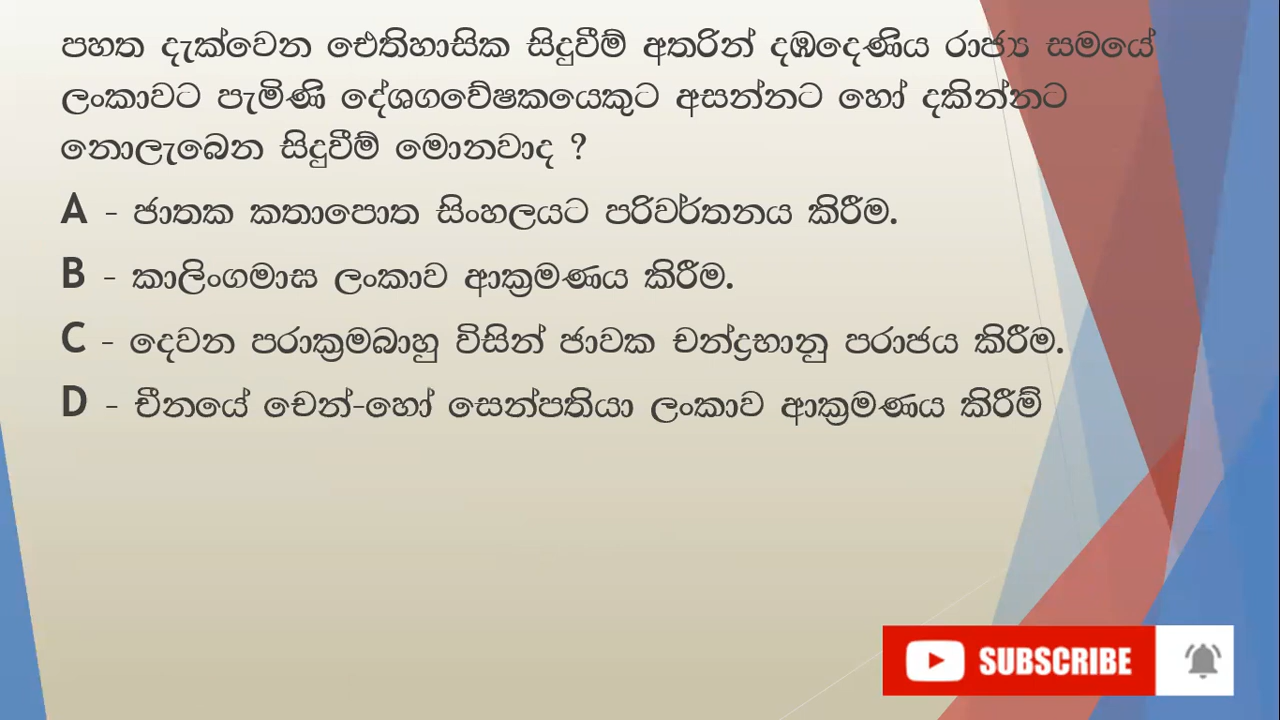 පහත දැක්වෙන ඓතිහාසික සිදුවීම් අතරින් දඹදෙණිය රාජ්‍ය සමයේ
ලංකාවට පැමිණි දේශගවේෂකයෙකුට අසන්නට හෝ දකින්නට
නොලැබෙන සිදුවීම් මොනවාද ?
A - ජාතක කතාපොත සිංහලයට පරිවර්තනය කිරීම.
B - කාලිංගමාඝ ලංකාව ආක්‍රමණය කිරීම.
C - දෙවන පරාක්‍රමබාහු විසින් ජාවක චන්ද්‍රභානු පරාජය කිරීම.
D - චීනයේ චෙන්-හෝ සෙන්පතියා ලංකාව ආක්‍රමණය කිරීම්
SUBSCRIBE